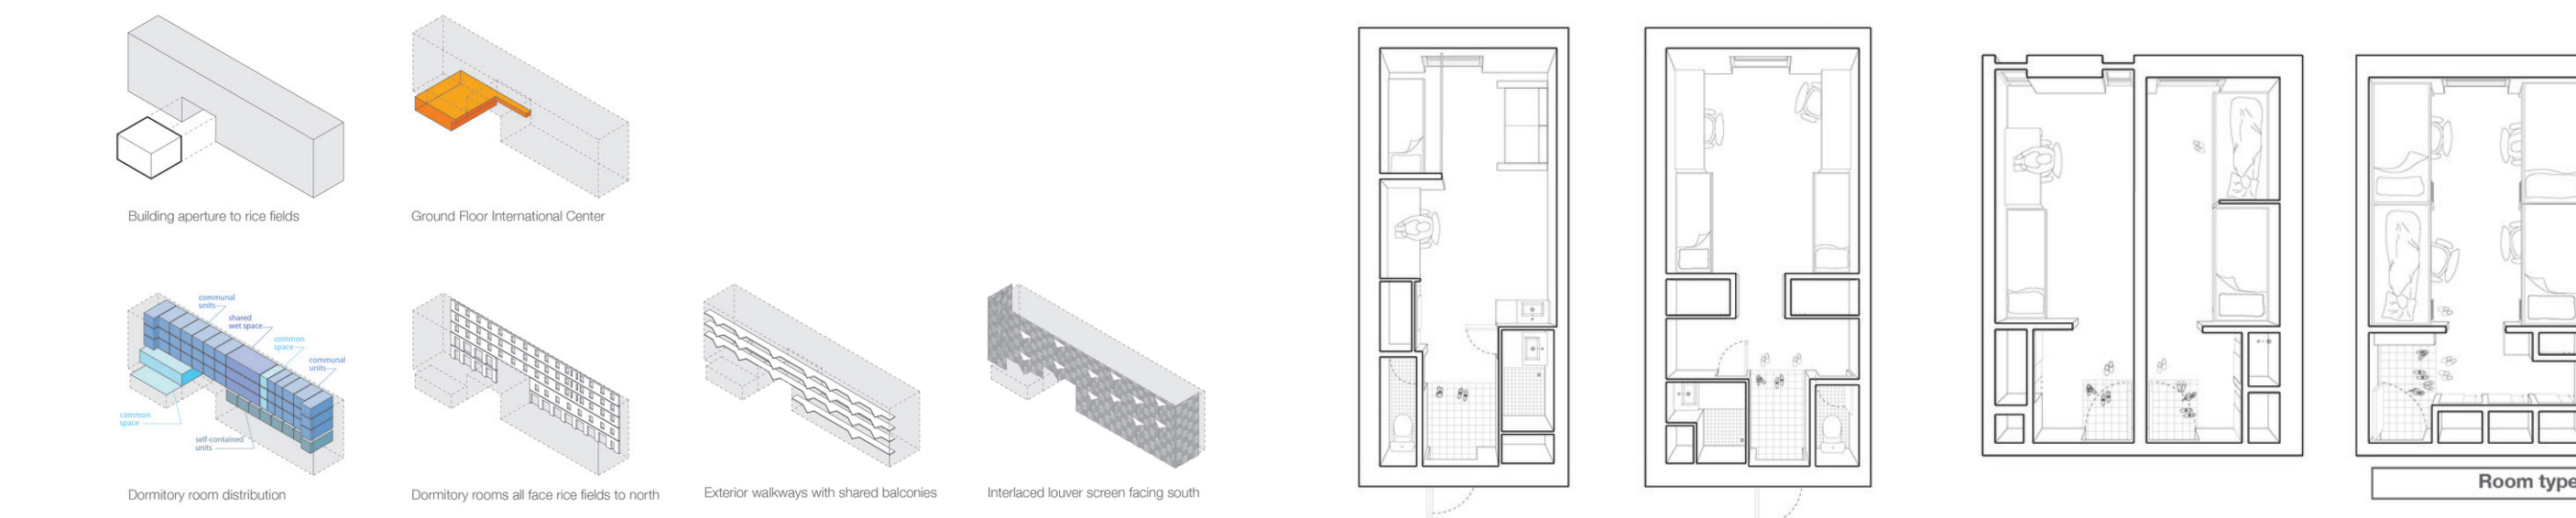 Building aperture to rice fields
Ground Floor International Center
communal
units
shared
wet space
common
space
communal
units
common
space
self-contained
units
Dormitory room distribution
Dormitory rooms all face rice fields to north
Exterior walkways with shared balconies
Interlaced louver screen facing south
Room type